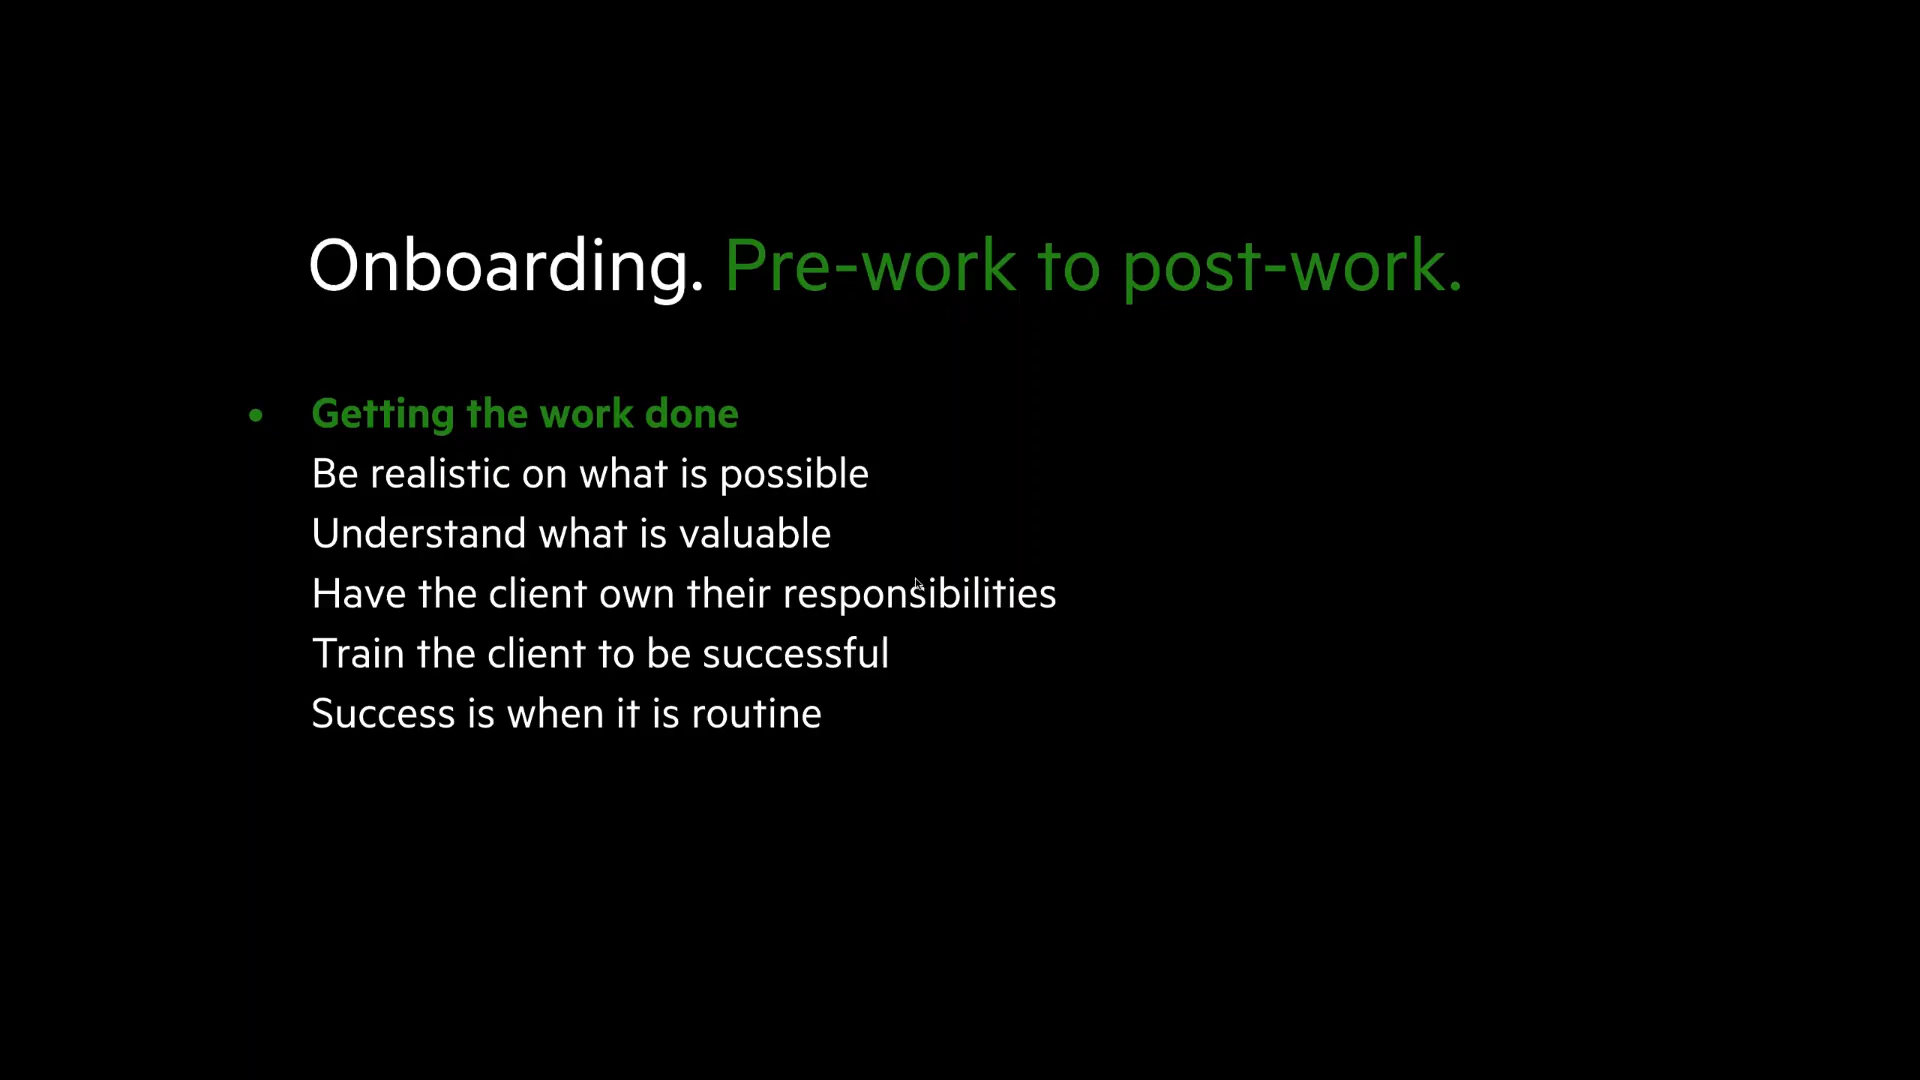 Onboarding. Pre-work to post-work.
• Getting the work done
Be realistic on what is possible
Understand what is valuable
Have the client own their responsibilities
Train the client to be successful
Success is when it is routine